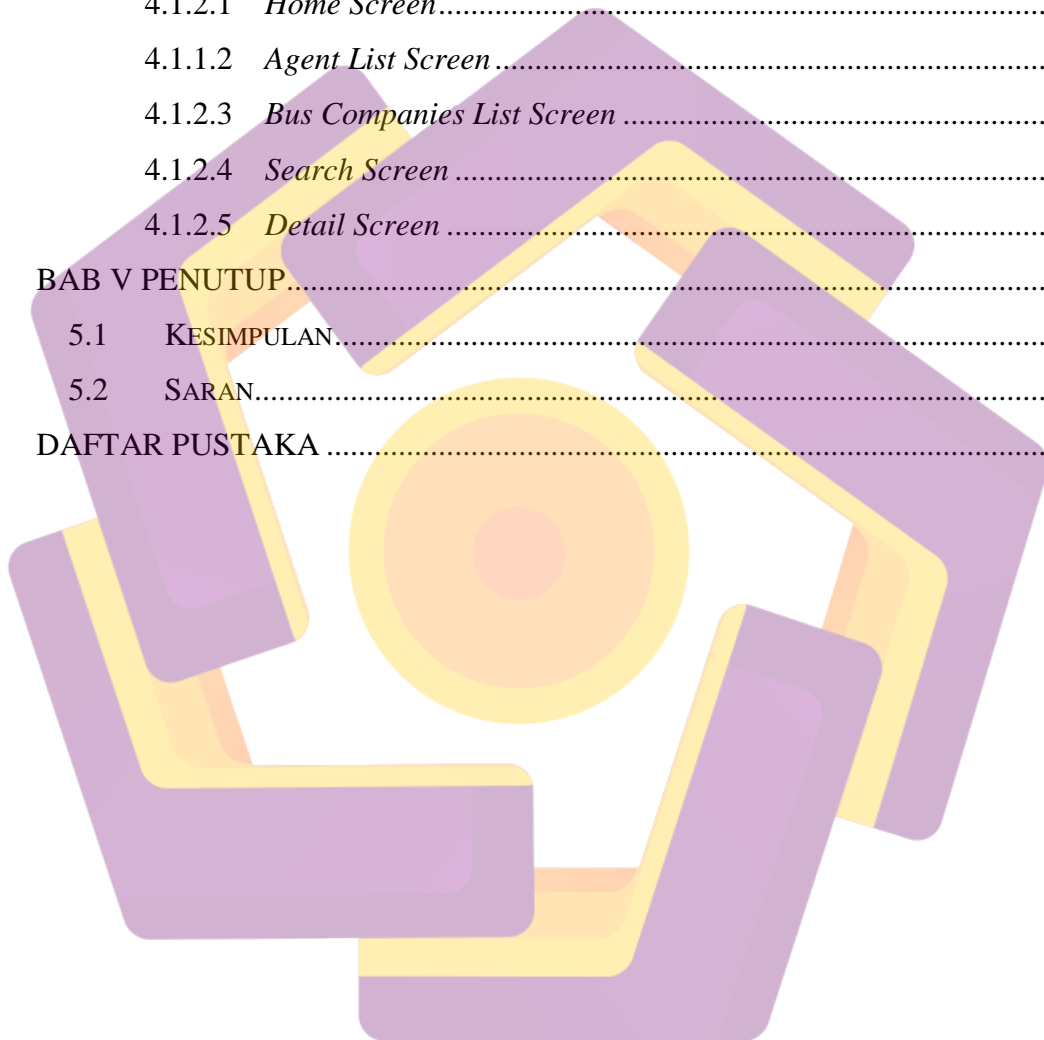 4.1.2.1 Home Screen........................................................................
4.1.1.2 Agent List Screen........................................................................
4.1.2.3 Bus Companies List Screen........................................................................
4.1.2.4 Search Screen........................................................................
4.1.2.5 Detail Screen........................................................................
BAB V PENUTUP........................................................................
5.1 KESIMPULAN........................................................................
5.2 SARAN........................................................................
DAFTAR PUSTAKA........................................................................